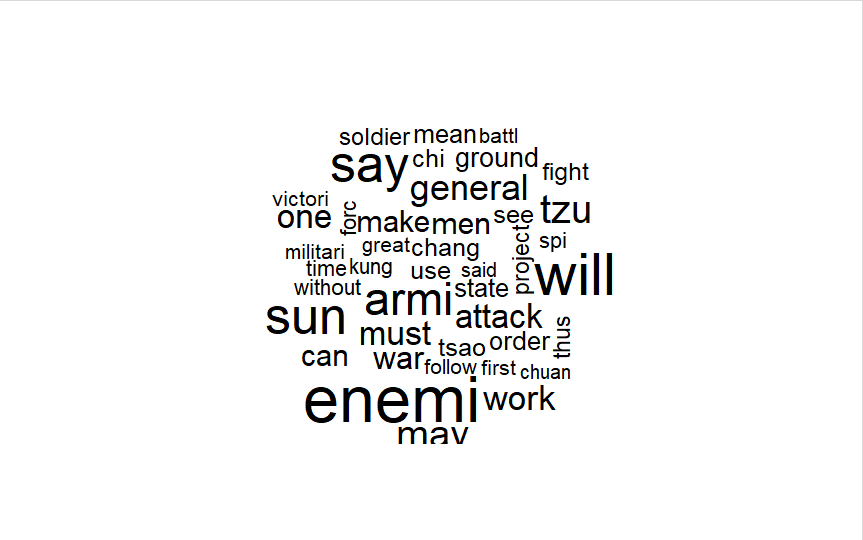 soldier mean battl
say chi ground
fight
general
victori
one forc make men see tzu
militari great chang project spi
time kung use said will
without armi state
sun attack
must tsao order thus
can war follow first chuan
enemi work
may